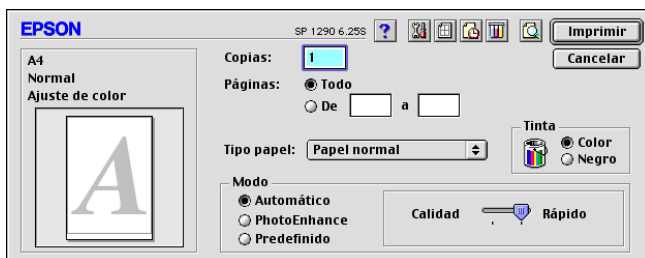 EPSON
SP 1290 6.25S
?
Imprimir
A4
Normal
Ajuste de color
A
Copias: 1
Cancelar
Páginas: Todo
De a
Tipo papel: Papel normal
Tinta
Color
Negro
Modo
Automático
PhotoEnhance
Predefinido
Calidad Rápido